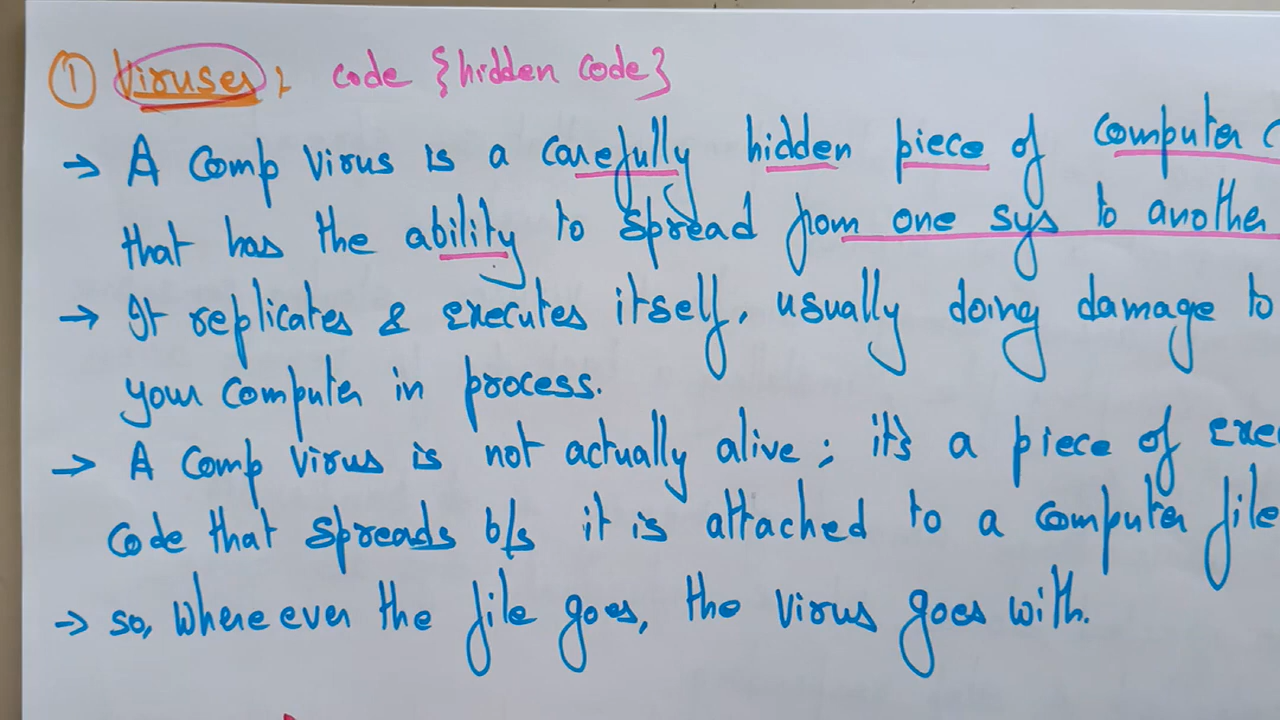 ① Viruses : code {hidden code}
→ A Comp Virus is a carefully hidden piece of computer
that has the ability to spread from one sys to another
→ It replicates & executes itself, usually doing damage to
your computer in process.
→ A Comp Virus is not actually alive; it's a piece of exe
code that spreads b/s it is attached to a computer file
→ so, where ever the file goes, the virus goes with.